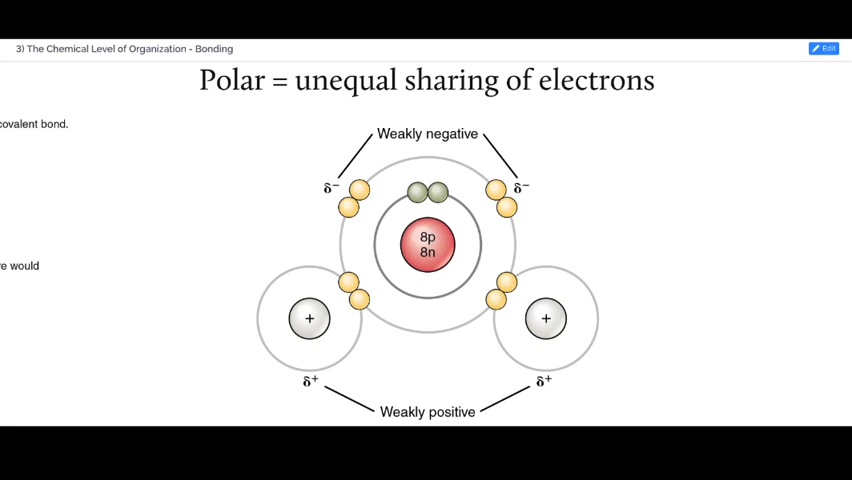 3) The Chemical Level of Organization - Bonding
Edit
Polar = unequal sharing of electrons
covalent bond.
Weakly negative
δ⁻
δ⁻
8p
8n
re would
+
+
δ⁺
δ⁺
Weakly positive